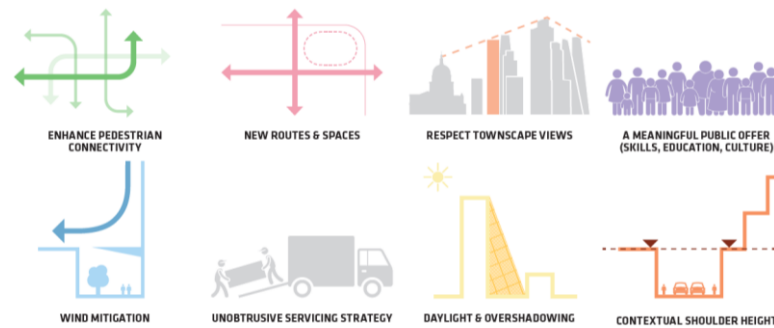 ENHANCE PEDESTRIAN
CONNECTIVITY
NEW ROUTES & SPACES
RESPECT TOWNSCAPE VIEWS
A MEANINGFUL PUBLIC OFFER
(SKILLS, EDUCATION, CULTURE)
WIND MITIGATION
UNOBTRUSIVE SERVICING STRATEGY
DAYLIGHT & OVERSHADOWING
CONTEXTUAL SHOULDER HEIGHT